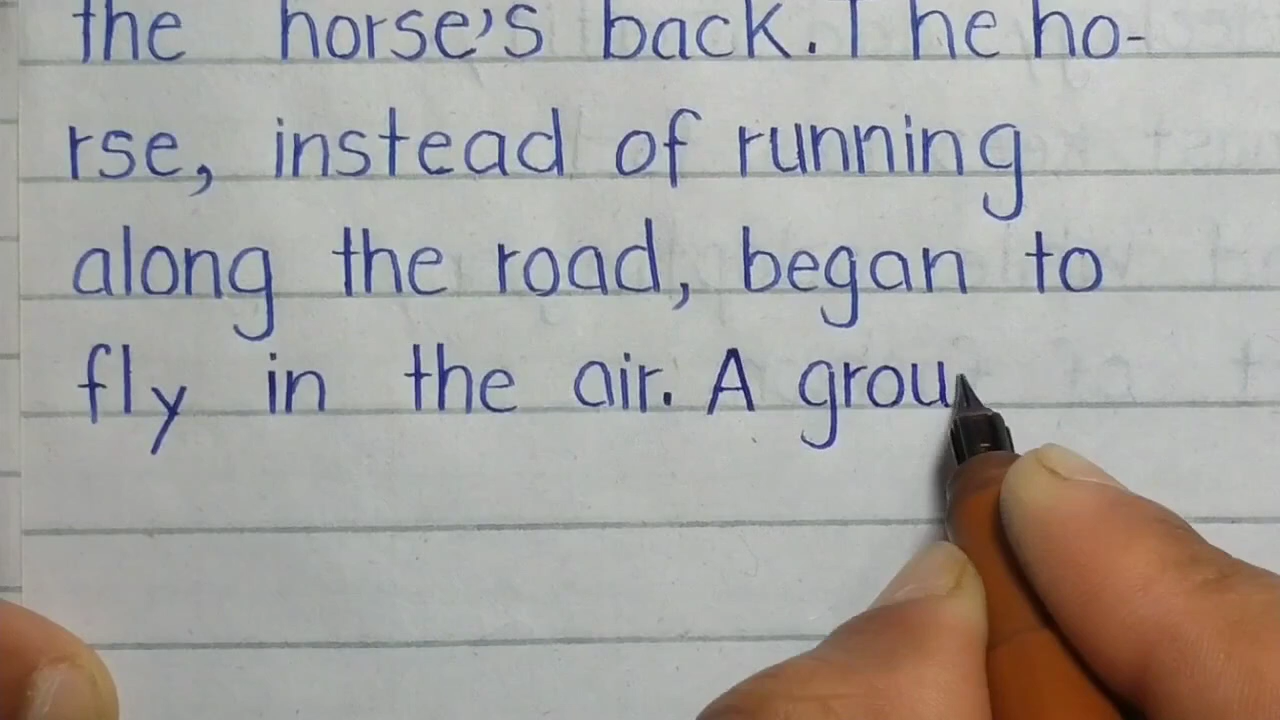 the horse's back. The ho-
rse, instead of running
along the road, began to
fly in the air. A grou